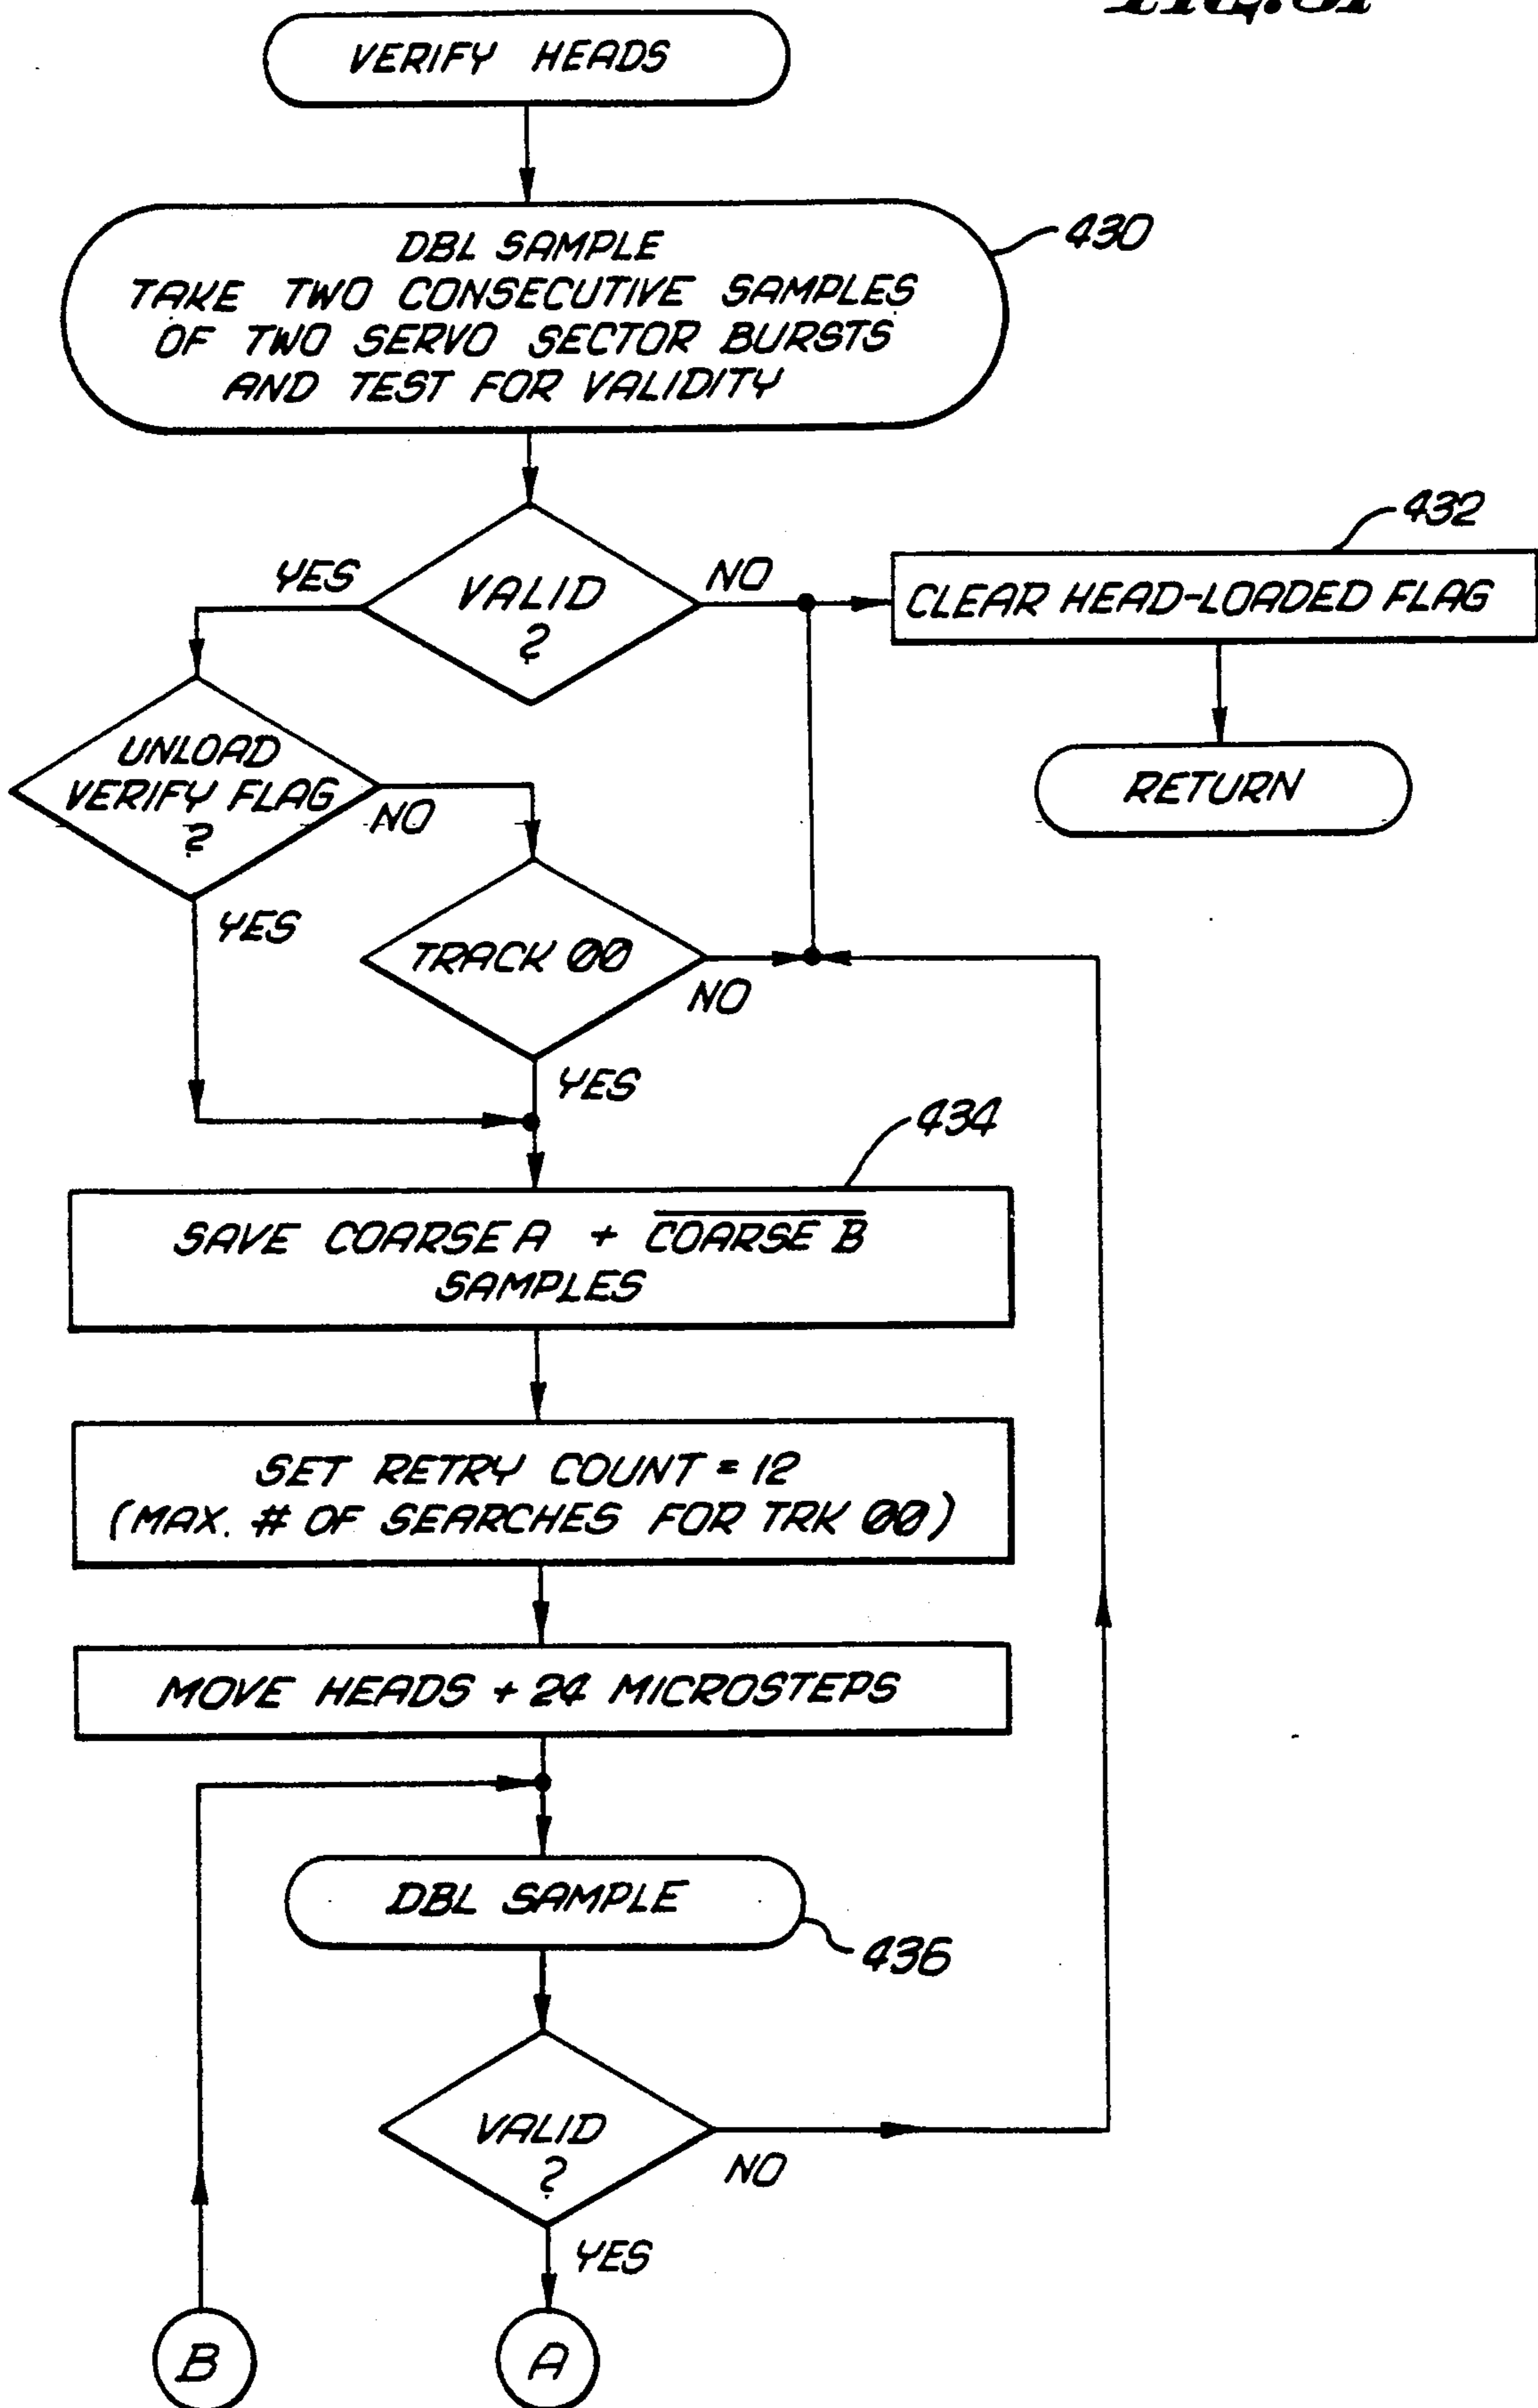 VERIFY HEADS
DBL SAMPLE
TAKE TWO CONSECUTIVE SAMPLES
OF TWO SERVO SECTOR BURSTS
AND TEST FOR VALIDITY
430
VALID
?
YES
NO
432
CLEAR HEAD-LOADED FLAG
RETURN
UNLOAD
VERIFY FLAG
?
NO
YES
TRACK 00
NO
YES
434
SAVE COARSE A + COARSE B
SAMPLES
SET RETRY COUNT = 12
(MAX. # OF SEARCHES FOR TRK 00)
MOVE HEADS + 24 MICROSTEPS
DBL SAMPLE
436
VALID
?
NO
YES
B
A